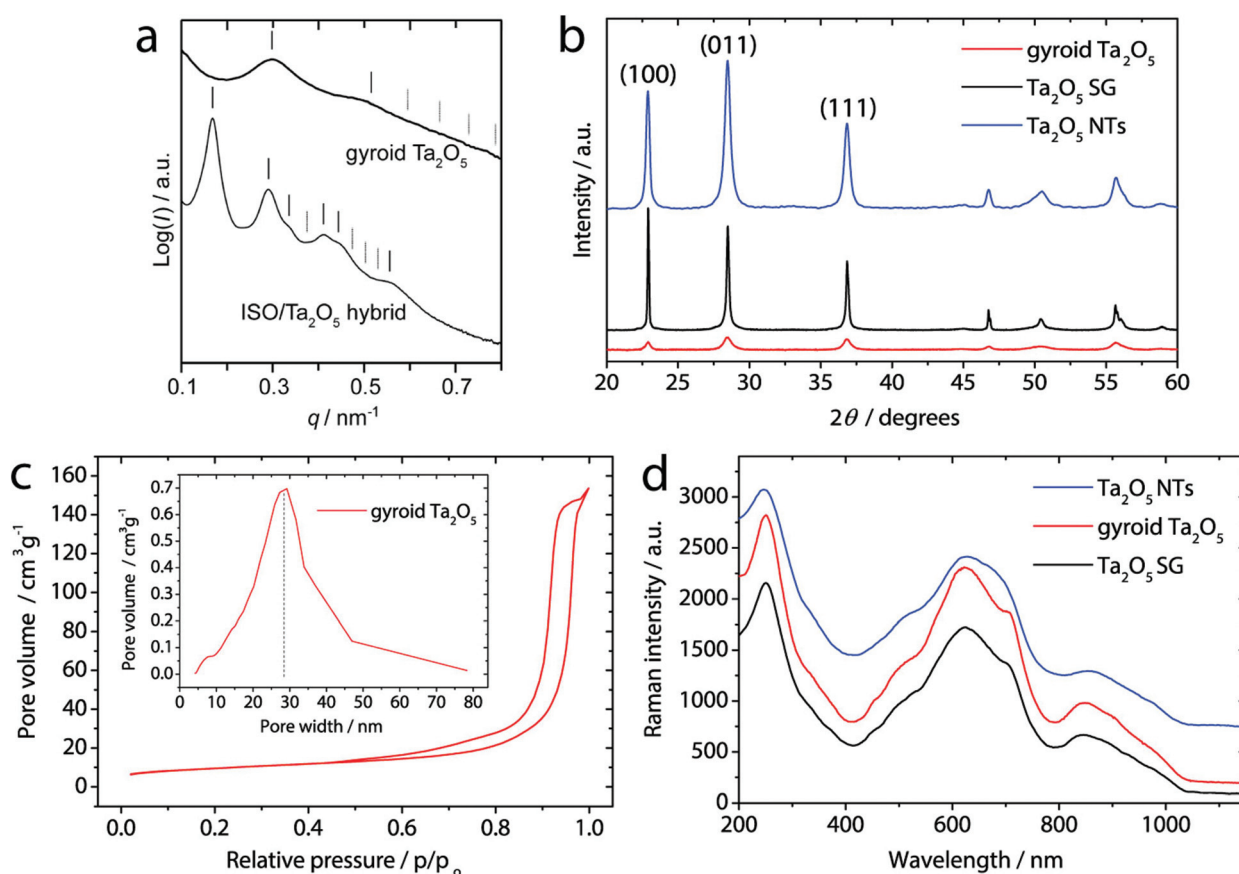 a
Log(I) / a.u.
gyroid Ta₂O₅
ISO/Ta₂O₅ hybrid
0.1 0.3 0.5 0.7
q / nm⁻¹
b
Intensity / a.u.
(100)
(011)
(111)
gyroid Ta₂O₅
Ta₂O₅ SG
Ta₂O₅ NTs
20 25 30 35 40 45 50 55 60
2θ / degrees
c
Pore volume / cm³g⁻¹
160
140
120
100
80
60
40
20
0
0.0 0.2 0.4 0.6 0.8 1.0
Relative pressure / p/pₒ
Pore volume / cm³g⁻¹
0.7
0.6
0.5
0.4
0.3
0.2
0.1
0.0
gyroid Ta₂O₅
0 10 20 30 40 50 60 70 80
Pore width / nm
d
Raman intensity / a.u.
3000
2500
2000
1500
1000
500
0
Ta₂O₅ NTs
gyroid Ta₂O₅
Ta₂O₅ SG
200 400 600 800 1000
Wavelength / nm